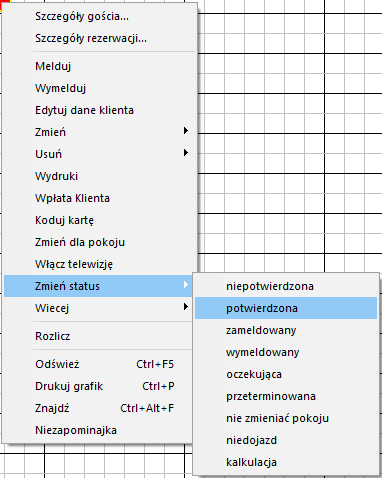 Szczegóły gościa...
Szczegóły rezerwacji...
Melduj
Wymelduj
Edytuj dane klienta
Zmień
Usuń
Wydruki
Wpłata Klienta
Koduj kartę
Zmień dla pokoju
Włącz telewizję
Zmień status
Wiecej
Rozlicz
Odśwież Ctrl+F5
Drukuj grafik Ctrl+P
Znajdź Ctrl+Alt+F
Niezapominajka
niepotwierdzona
potwierdzona
zameldowany
wymeldowany
oczekująca
przeterminowana
nie zmieniać pokoju
niedojazd
kalkulacja